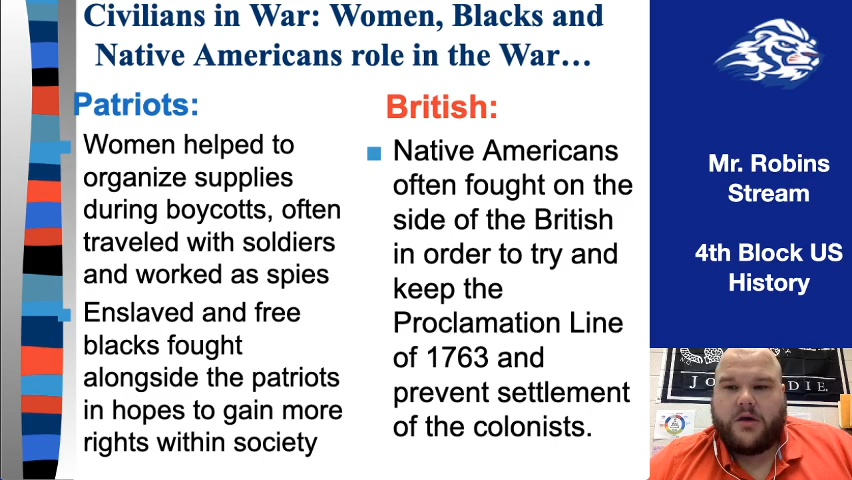 Civilians in War: Women, Blacks and
Native Americans role in the War…
Patriots:
Women helped to
organize supplies
during boycotts, often
traveled with soldiers
and worked as spies
Enslaved and free
blacks fought
alongside the patriots
in hopes to gain more
rights within society
British:
Native Americans
often fought on the
side of the British
in order to try and
keep the
Proclamation Line
of 1763 and
prevent settlement
of the colonists.
Mr. Robins
Stream
4th Block US
History